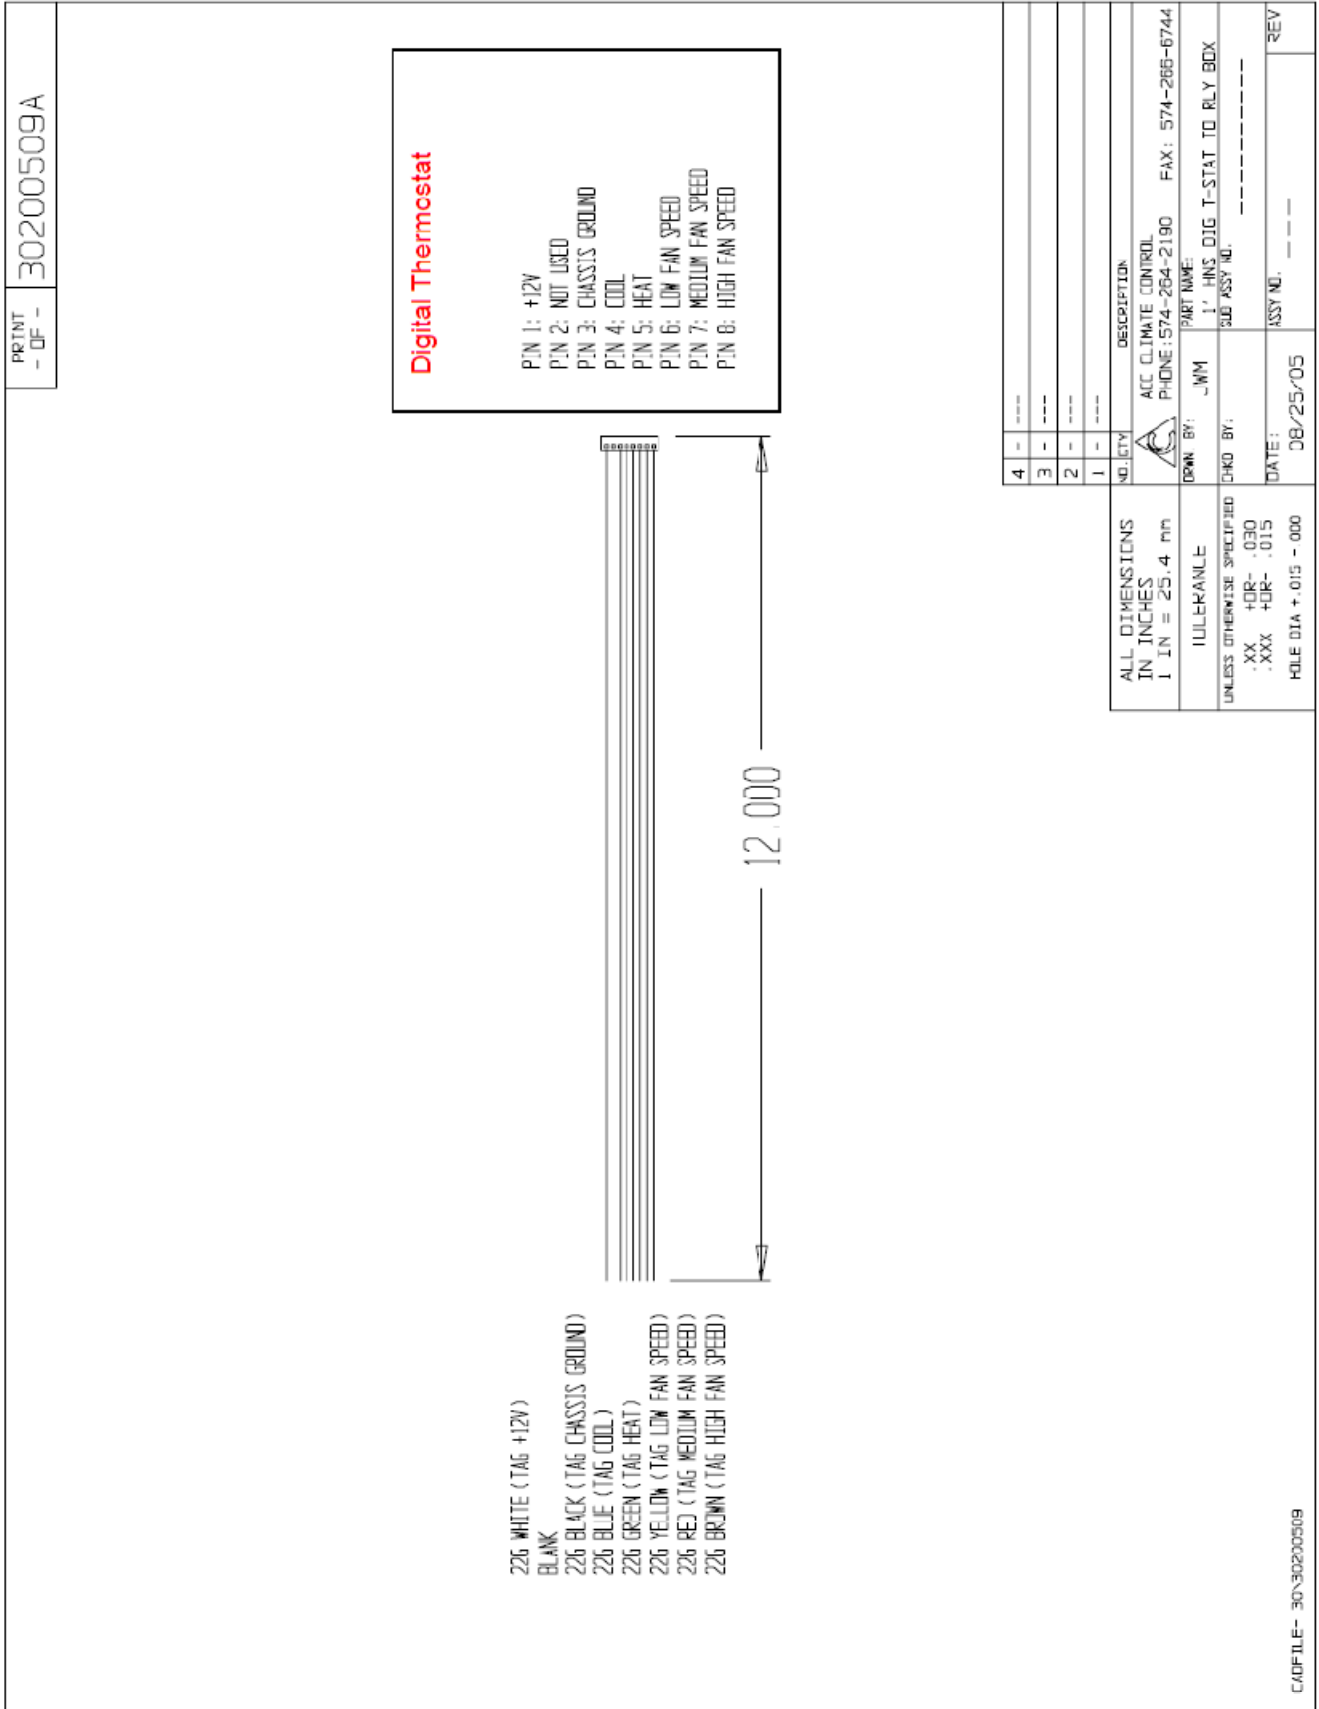 PRINT
- OF -
30200509A
Digital Thermostat
PIN 1: +12V
PIN 2: NOT USED
PIN 3: CHASSIS GROUND
PIN 4: COOL
PIN 5: HEAT
PIN 6: LOW FAN SPEED
PIN 7: MEDIUM FAN SPEED
PIN 8: HIGH FAN SPEED
22G WHITE (TAG +12V)
BLANK
22G BLACK (TAG CHASSIS GROUND)
22G BLUE (TAG COOL)
22G GREEN (TAG HEAT)
22G YELLOW (TAG LOW FAN SPEED)
22G RED (TAG MEDIUM FAN SPEED)
22G BROWN (TAG HIGH FAN SPEED)
12.000
4 - ---
3 - ---
2 - ---
1 - ---
NO. QTY DESCRIPTION
ALL DIMENSIONS
IN INCHES
1 IN = 25.4 mm
ACC CLIMATE CONTROL
PHONE: 574-264-2190 FAX: 574-266-6744
TOLERANCE
UNLESS OTHERWISE SPECIFIED
.XX +OR- .030
.XXX +OR- .015
HOLE DIA +.015 - 000
DRWN BY: JWM
PART NAME:
1' HNS DIG T-STAT TO RLY BOX
CHKD BY:
SUB ASSY NO.
-----------
DATE:
08/25/05
ASSY NO.
---
REV
CADFILE- 30\30200509